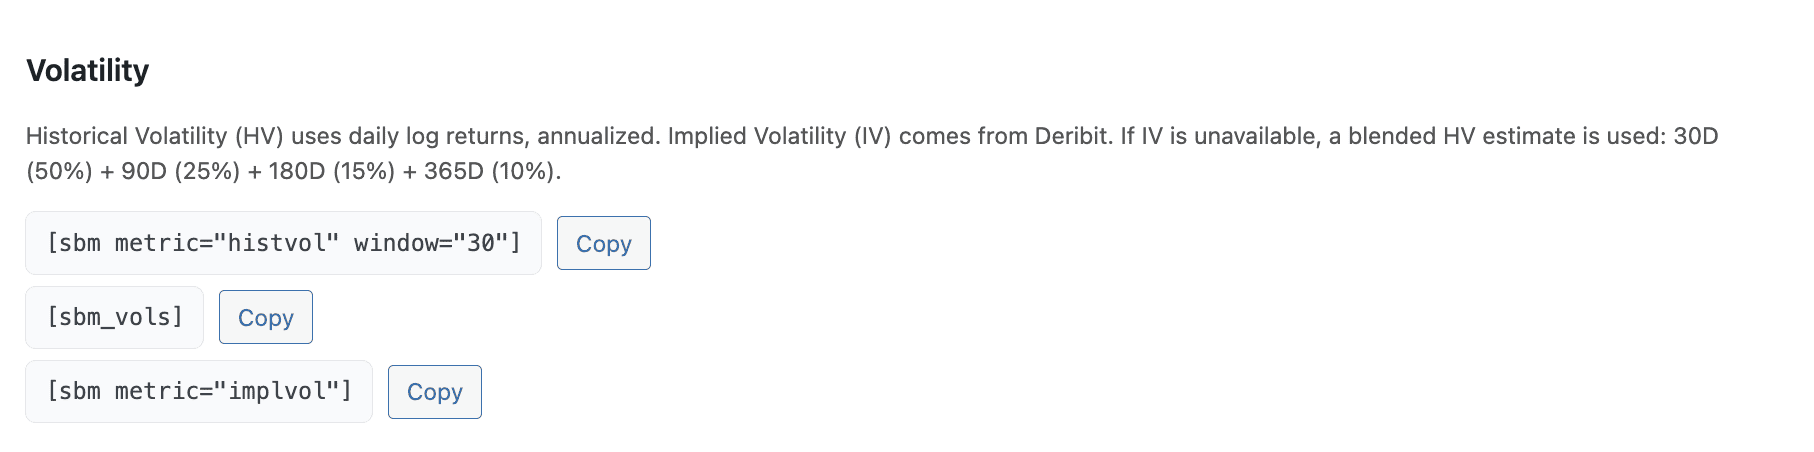 Volatility
Historical Volatility (HV) uses daily log returns, annualized. Implied Volatility (IV) comes from Deribit. If IV is unavailable, a blended HV estimate is used: 30D
(50%) + 90D (25%) + 180D (15%) + 365D (10%).
[sbm metric="histvol" window="30"] Copy
[sbm_vols] Copy
[sbm metric="implvol"] Copy